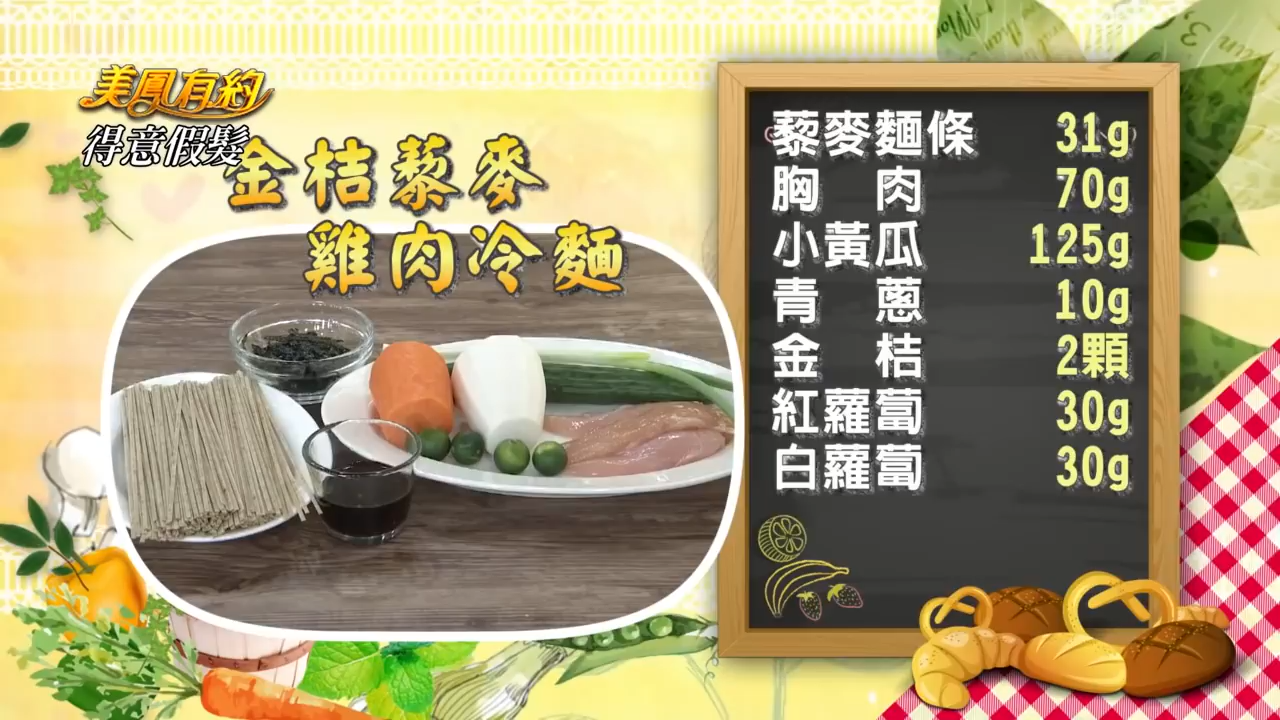 美鳳有約
得意假髮
金桔藜麥
雞肉冷麵
藜麥麵條 31g
胸肉 70g
小黃瓜 125g
青蔥 10g
金桔 2顆
紅蘿蔔 30g
白蘿蔔 30g